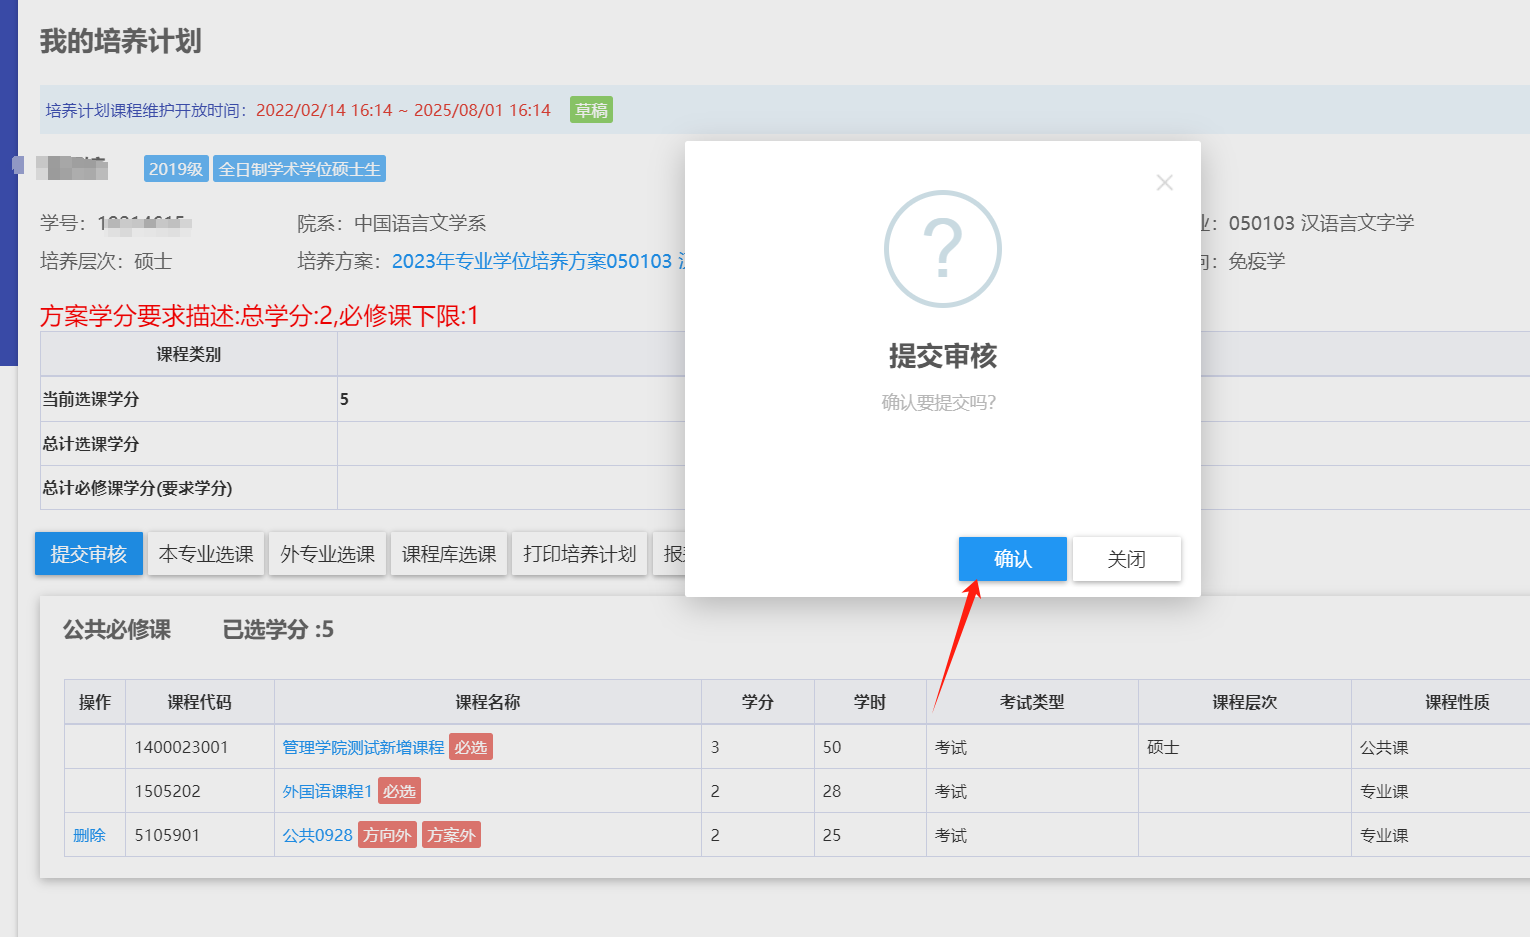 我的培养计划
培养计划课程维护开放时间：2022/02/14 16:14 ~ 2025/08/01 16:14 草稿
2019级 全日制学术学位硕士生
学号： 院系：中国语言文学系 ：050103 汉语言文字学
培养层次：硕士 培养方案：2023年专业学位培养方案050103 ：免疫学
方案学分要求描述:总学分:2,必修课下限:1
课程类别
当前选课学分 5
总计选课学分
总计必修课学分(要求学分)
提交审核
确认要提交吗?
确认 关闭
提交审核 本专业选课 外专业选课 课程库选课 打印培养计划 报
公共必修课 已选学分 :5
操作 课程代码 课程名称 学分 学时 考试类型 课程层次 课程性质
1400023001 管理学院测试新增课程 必选 3 50 考试 硕士 公共课
1505202 外国语课程1 必选 2 28 考试 专业课
删除 5105901 公共0928 方向外 方案外 2 25 考试 专业课